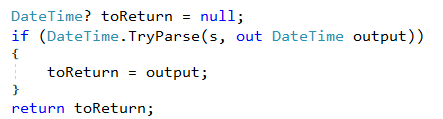 DateTime? toReturn = null;
if (DateTime.TryParse(s, out DateTime output))
{
    toReturn = output;
}
return toReturn;